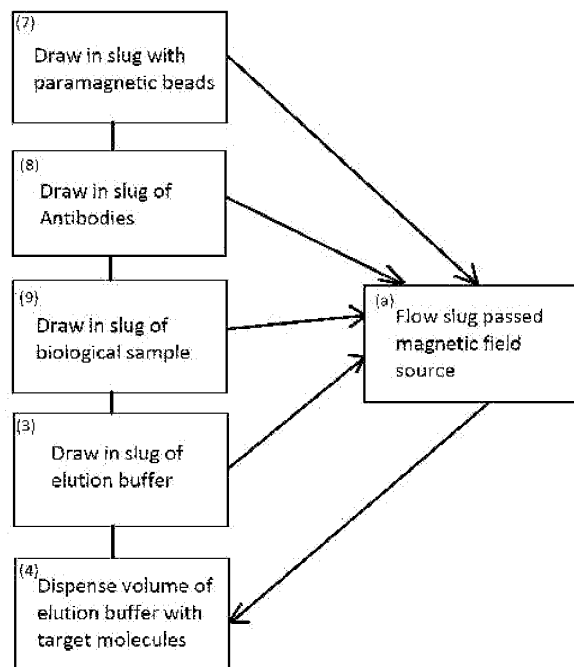 (7)
Draw in slug with
paramagnetic beads
(8)
Draw in slug of
Antibodies
(9)
Draw in slug of
biological sample
(3)
Draw in slug of
elution buffer
(4)
Dispense volume of
elution buffer with
target molecules
(a)
Flow slug passed
magnetic field
source